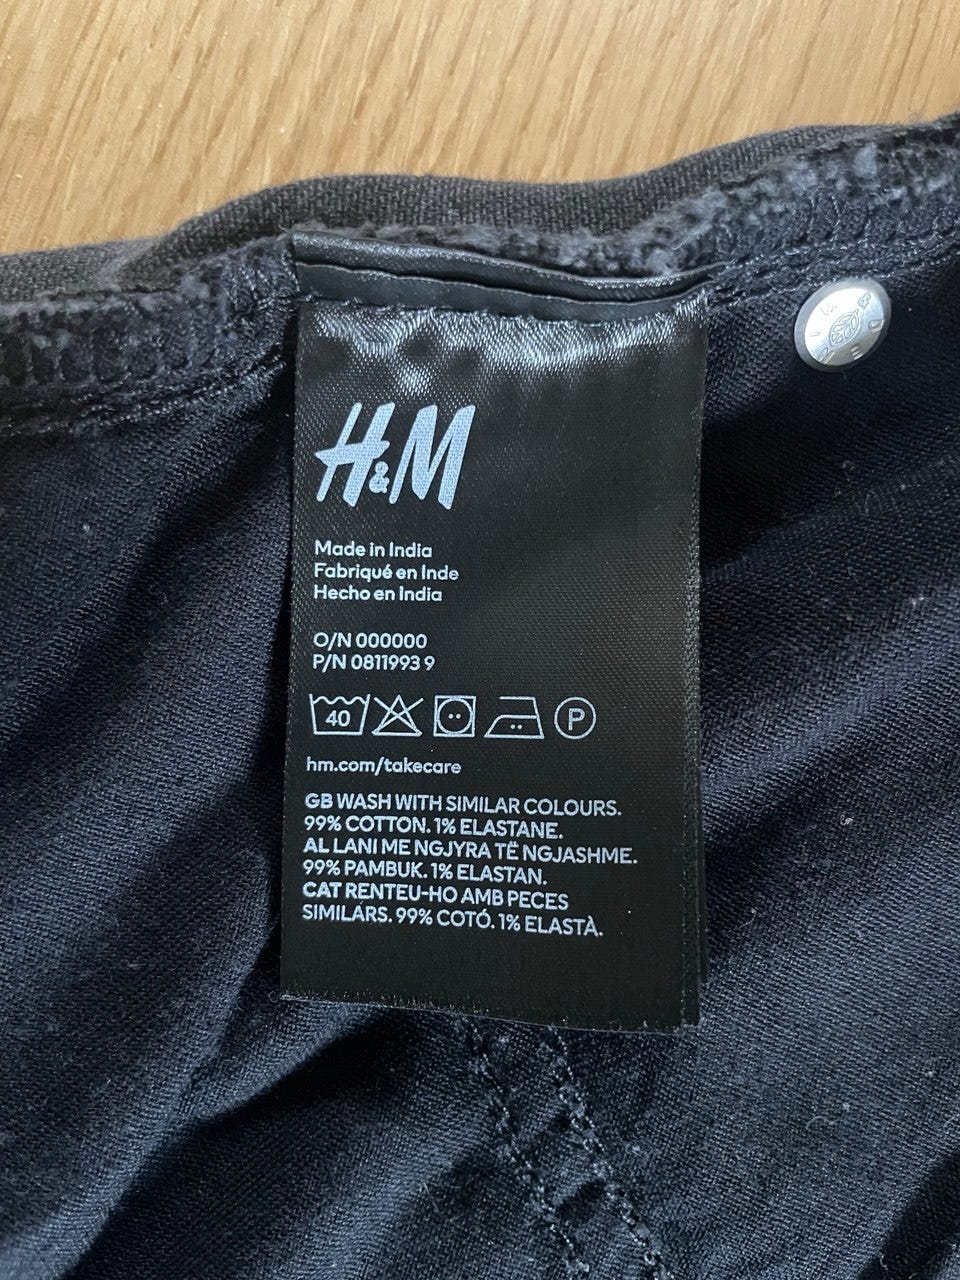 H&M
Made in India
Fabriqué en Inde
Hecho en India
O/N 000000
P/N 0811993 9
40
P
hm.com/takecare
GB WASH WITH SIMILAR COLOURS.
99% COTTON. 1% ELASTANE.
AL LANI ME NGJYRA TË NGJASHME.
99% PAMBUK. 1% ELASTAN.
CAT RENTEU-HO AMB PECES
SIMILARS. 99% COTÓ. 1% ELASTÀ.